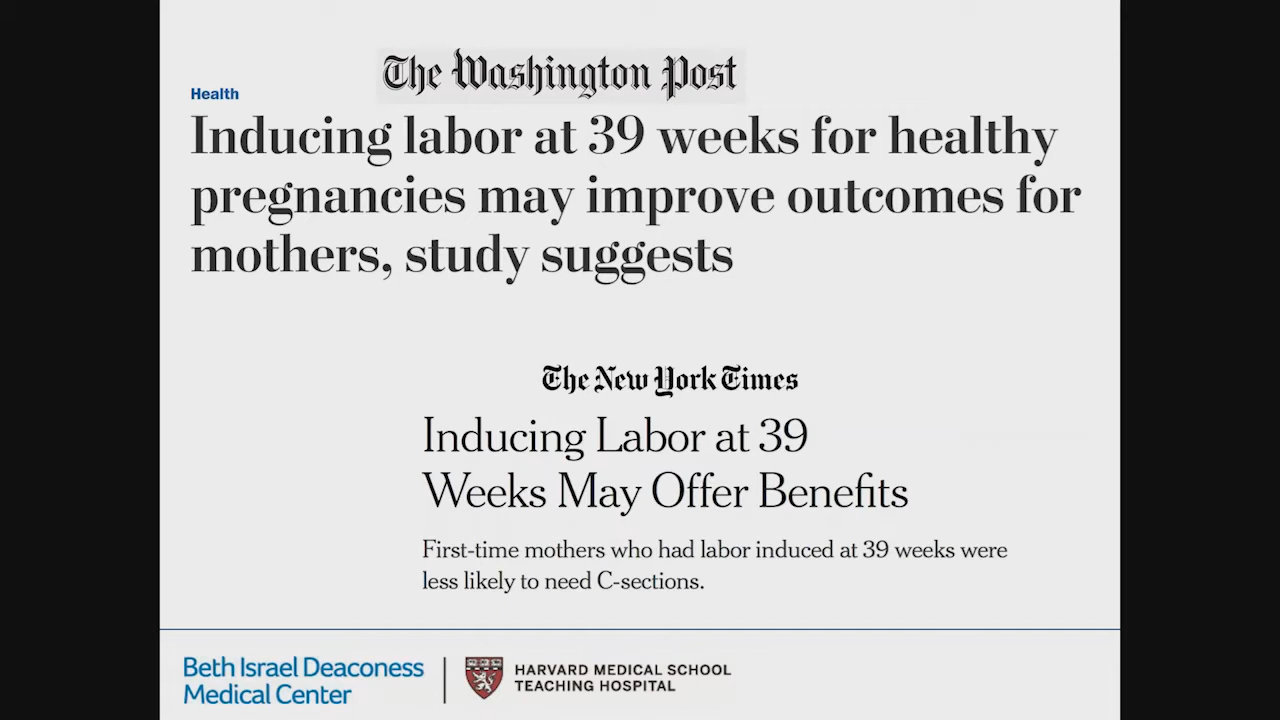 The Washington Post
Health
Inducing labor at 39 weeks for healthy
pregnancies may improve outcomes for
mothers, study suggests
The New York Times
Inducing Labor at 39
Weeks May Offer Benefits
First-time mothers who had labor induced at 39 weeks were
less likely to need C-sections.
Beth Israel Deaconess
Medical Center
HARVARD MEDICAL SCHOOL
TEACHING HOSPITAL